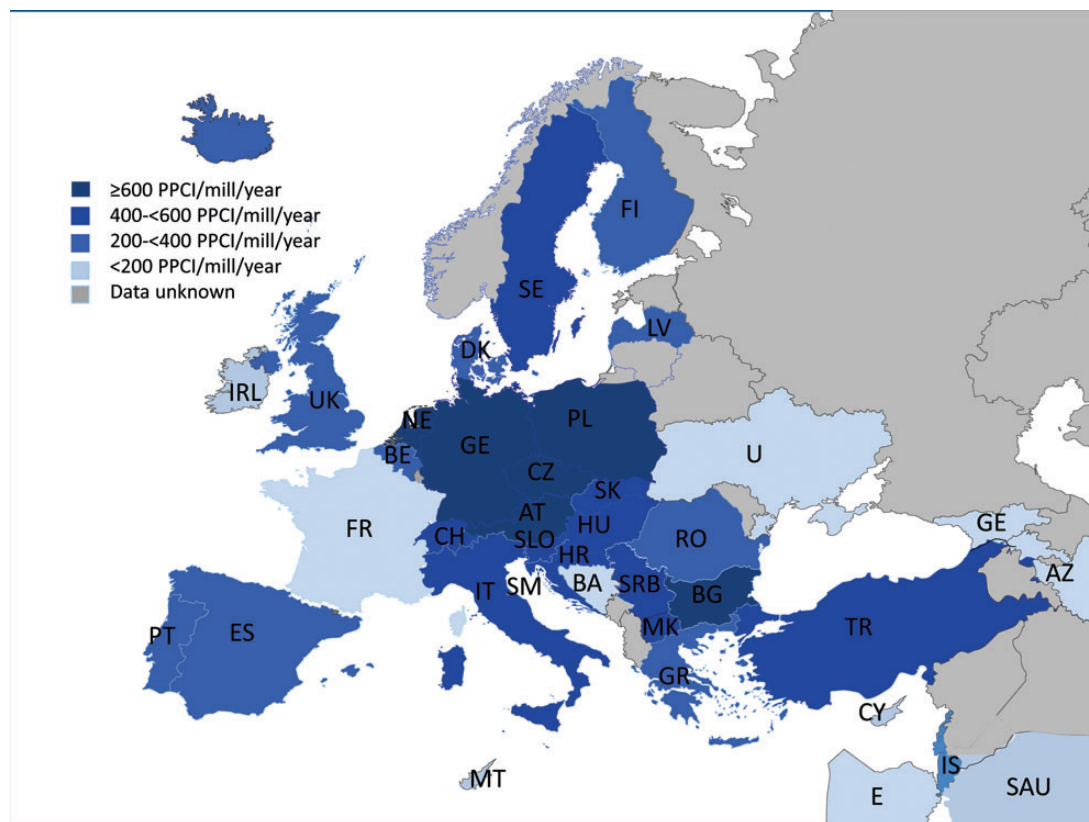 ≥600 PPCI/mill/year
400-<600 PPCI/mill/year
200-<400 PPCI/mill/year
<200 PPCI/mill/year
Data unknown
FI
SE
LV
DK
IRL
UK
NE
PL
GE
BE
U
CZ
SK
FR
AT
HU
CH
SLO
RO
GE
HR
AZ
SM
BA
SRB
IT
BG
PT
ES
MK
TR
GR
CY
MT
IS
E
SAU